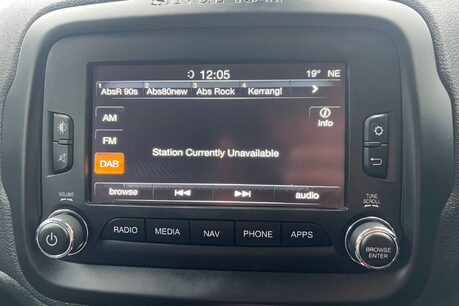 12:05 19° NE
1 AbsR 90s 2 Abs80new 3 Abs Rock 4 Kerrang!
AM
i info
FM
Station Currently Unavailable
DAB
browse audio
VOLUME
TUNE
SCROLL
RADIO MEDIA NAV PHONE APPS
BROWSE
ENTER